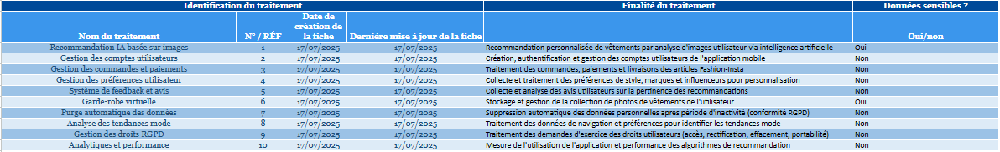 Identification du traitement Finalité du traitement Données sensibles ?
Nom du traitement N° / RÉF Date de création de la fiche Dernière mise à jour de la fiche Oui/non
Recommandation IA basée sur images 1 17/07/2025 17/07/2025 Recommandation personnalisée de vêtements par analyse d'images utilisateur via intelligence artificielle Oui
Gestion des comptes utilisateurs 2 17/07/2025 17/07/2025 Création, authentification et gestion des comptes utilisateurs de l'application mobile Non
Gestion des commandes et paiements 3 17/07/2025 17/07/2025 Traitement des commandes, paiements et livraisons des articles Fashion-Insta Non
Gestion des préférences utilisateur 4 17/07/2025 17/07/2025 Collecte et traitement des préférences de style, marques et influenceurs pour personnalisation Non
Système de feedback et avis 5 17/07/2025 17/07/2025 Collecte et analyse des avis utilisateurs sur la pertinence des recommandations Non
Garde-robe virtuelle 6 17/07/2025 17/07/2025 Stockage et gestion de la collection de photos de vêtements de l'utilisateur Oui
Purge automatique des données 7 17/07/2025 17/07/2025 Suppression automatique des données personnelles après période d'inactivité (conformité RGPD) Non
Analyse des tendances mode 8 17/07/2025 17/07/2025 Traitement des données de navigation et préférences pour identifier les tendances mode Non
Gestion des droits RGPD 9 17/07/2025 17/07/2025 Traitement des demandes d'exercice des droits utilisateurs (accès, rectification, effacement, portabilité) Non
Analytiques et performance 10 17/07/2025 17/07/2025 Mesure de l'utilisation de l'application et performance des algorithmes de recommandation Non